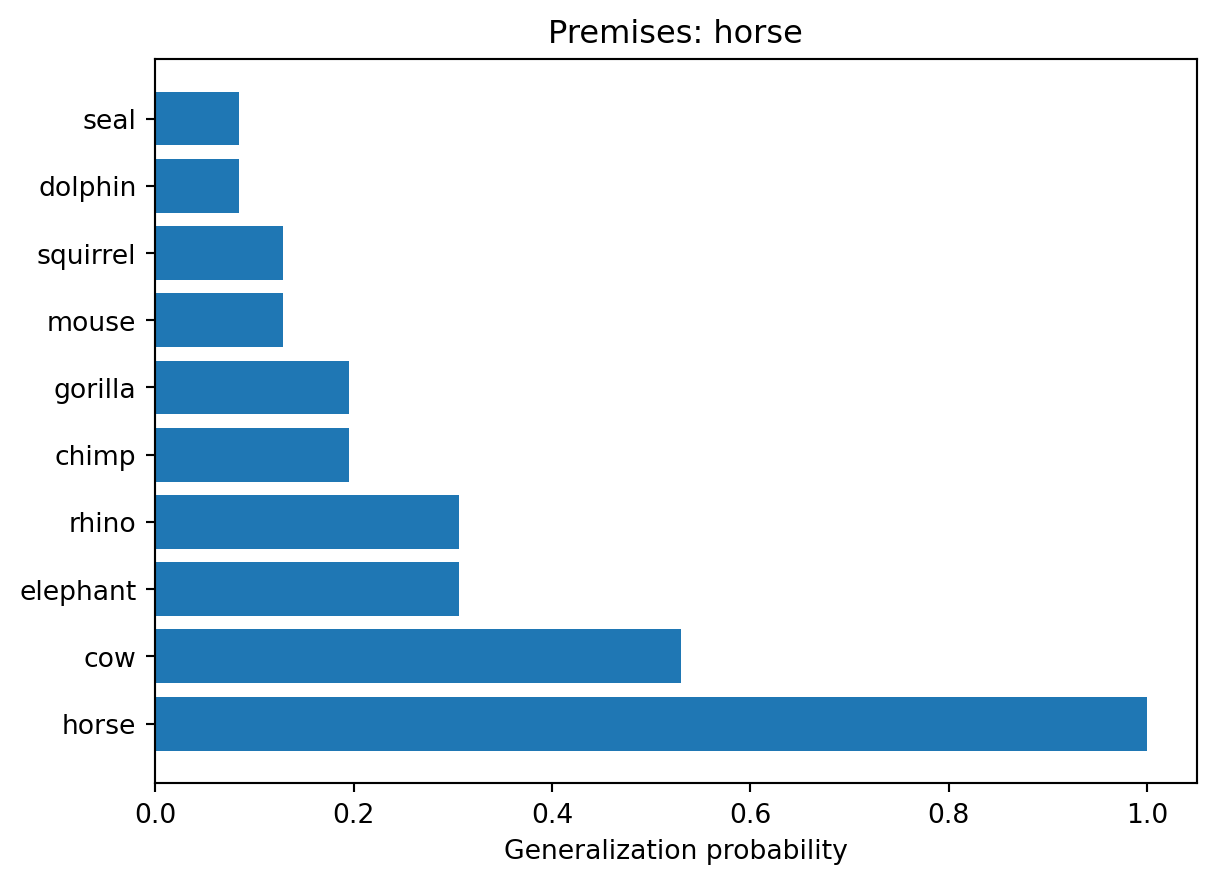 Premises: horse
seal
dolphin
squirrel
mouse
gorilla
chimp
rhino
elephant
cow
horse
0.0 0.2 0.4 0.6 0.8 1.0
Generalization probability